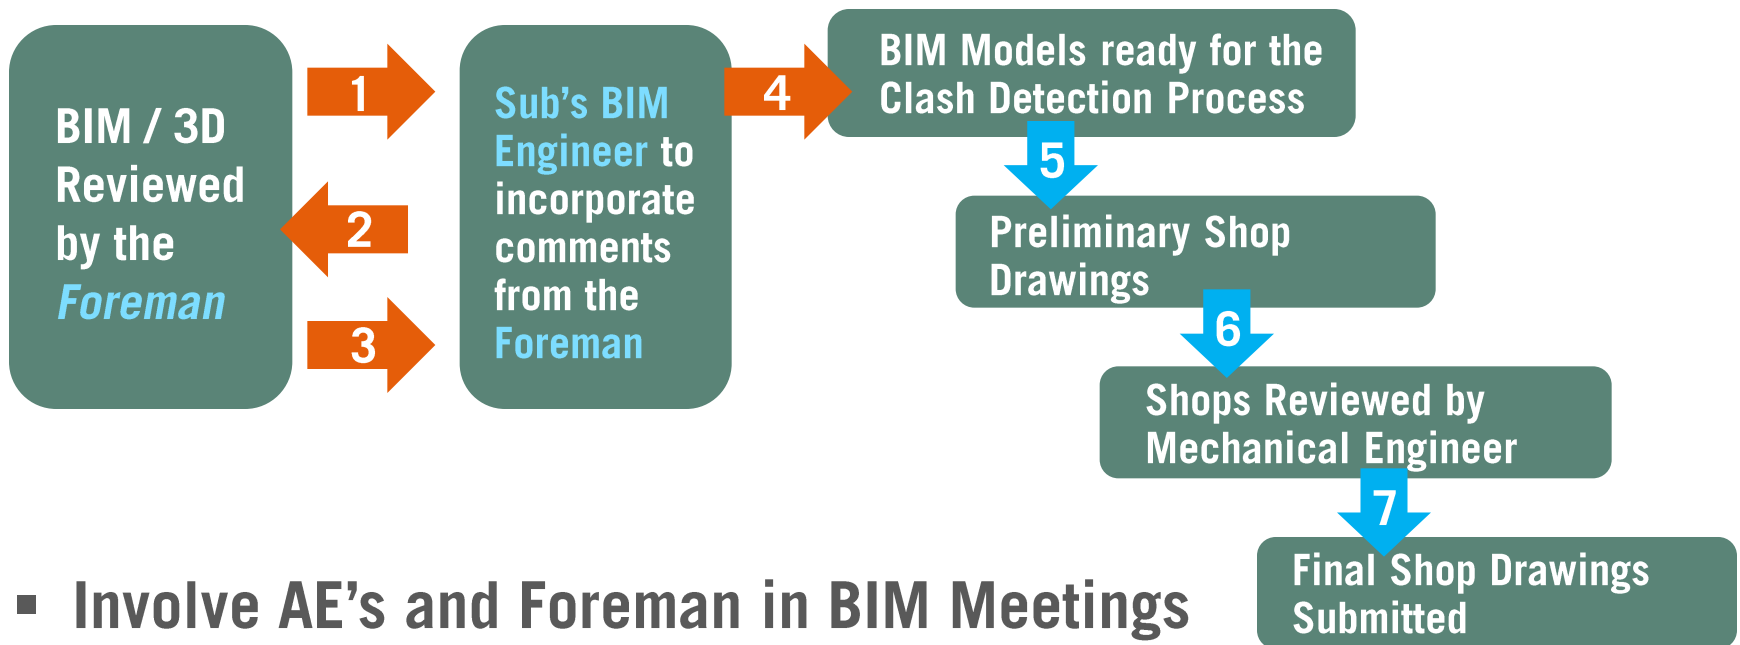 BIM / 3D
Reviewed
by the
Foreman
1
2
3
Sub's BIM
Engineer to
incorporate
comments
from the
Foreman
4
BIM Models ready for the
Clash Detection Process
5
Preliminary Shop
Drawings
6
Shops Reviewed by
Mechanical Engineer
7
Final Shop Drawings
Submitted
▪ Involve AE's and Foreman in BIM Meetings